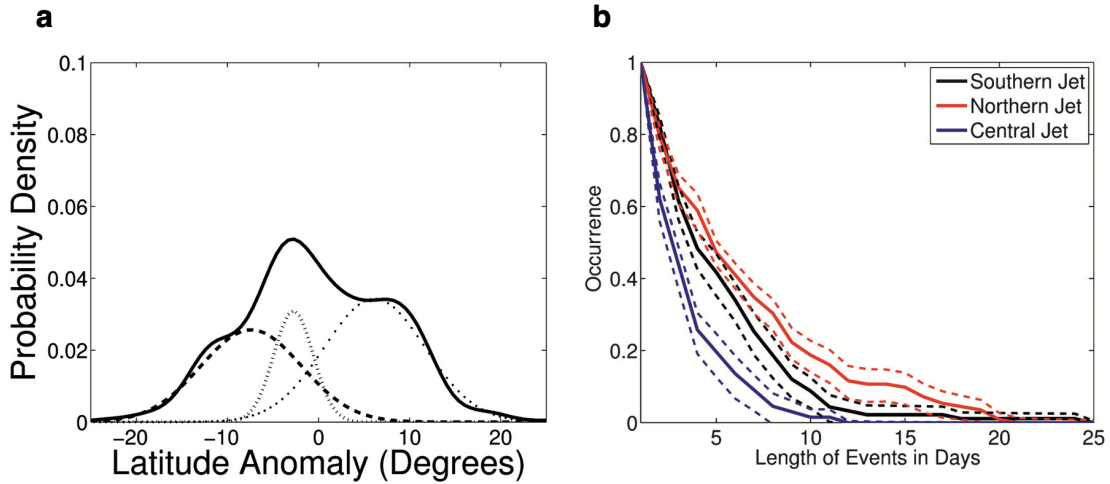 a
0.1
0.08
0.06
0.04
0.02
0
−20
−10
0
10
20
Probability Density
Latitude Anomaly (Degrees)
b
1
0.8
0.6
0.4
0.2
0
5
10
15
20
25
Occurrence
Length of Events in Days
Southern Jet
Northern Jet
Central Jet